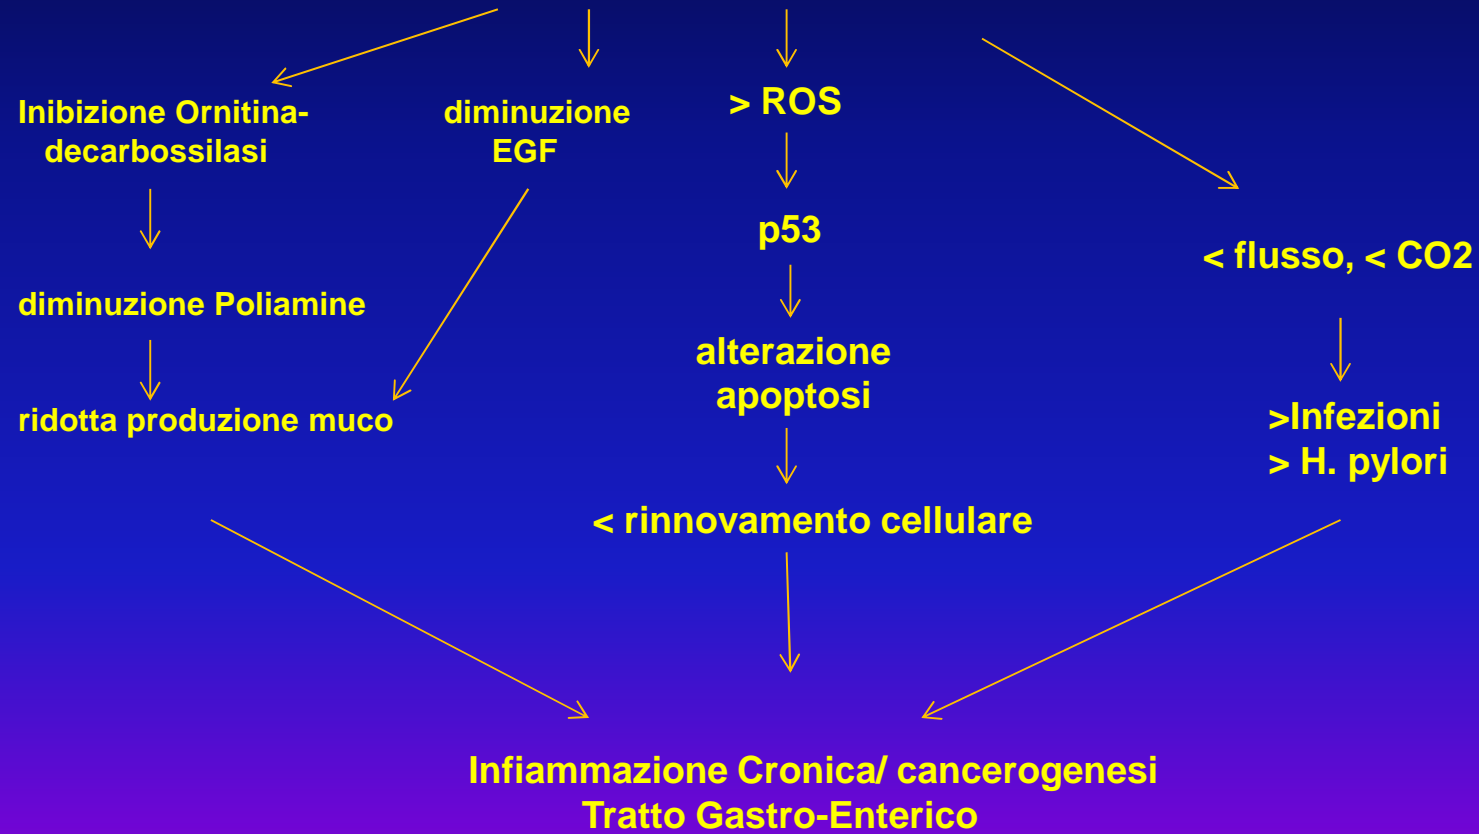 Inibizione Ornitina-
decarbossilasi
diminuzione Poliamine
ridotta produzione muco
diminuzione
EGF
> ROS
p53
alterazione
apoptosi
< rinnovamento cellulare
< flusso, < CO2
>Infezioni
> H. pylori
Infiammazione Cronica/ cancerogenesi
Tratto Gastro-Enterico